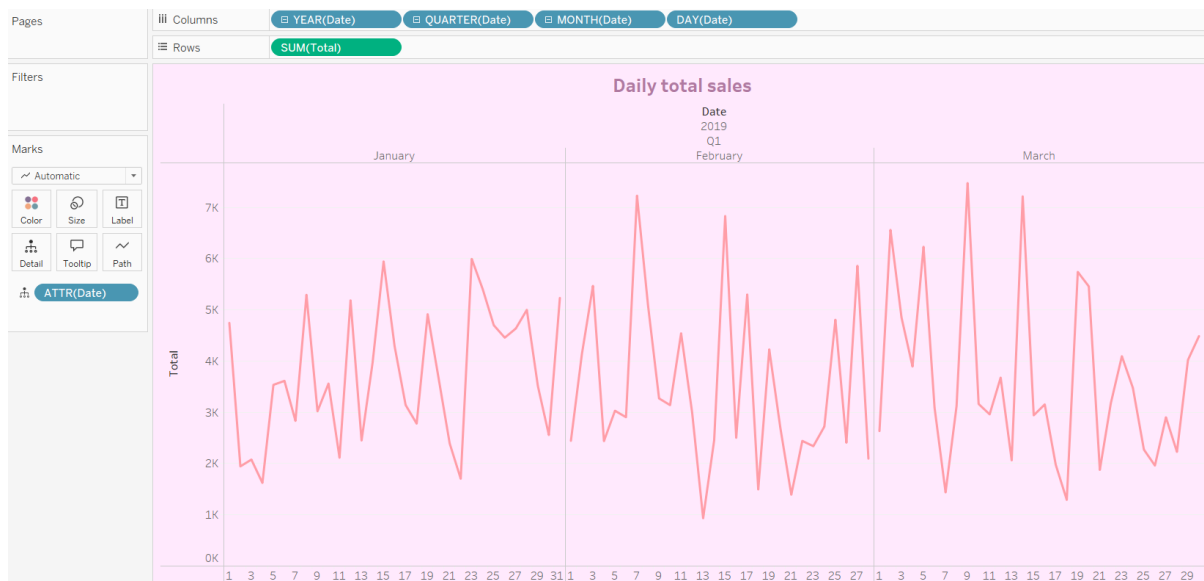 Pages
Columns
YEAR(Date) QUARTER(Date) MONTH(Date) DAY(Date)
Rows
SUM(Total)
Filters
Marks
Automatic
Color Size Label
Detail Tooltip Path
ATTR(Date)
Daily total sales
Date
2019
Q1
January February March
Total
7K
6K
5K
4K
3K
2K
1K
0K
1 3 5 7 9 11 13 15 17 19 21 23 25 27 29 31 1 3 5 7 9 11 13 15 17 19 21 23 25 27 1 3 5 7 9 11 13 15 17 19 21 23 25 27 29